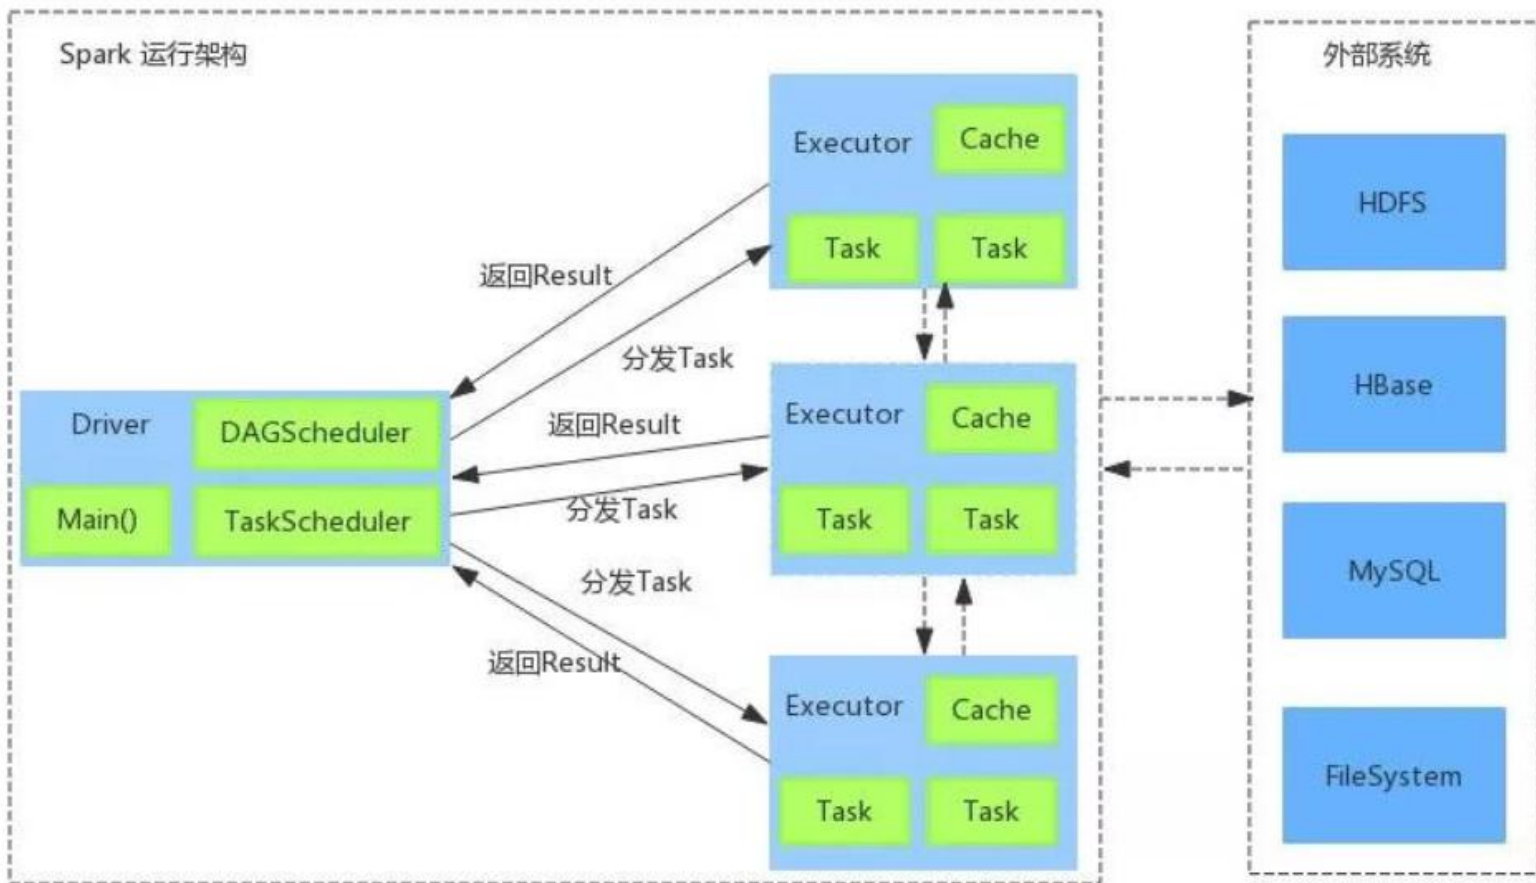 Spark 运行架构
Executor
Cache
Task
Task
返回Result
分发Task
Driver
DAGScheduler
Main()
TaskScheduler
返回Result
分发Task
Executor
Cache
Task
Task
分发Task
返回Result
Executor
Cache
Task
Task
外部系统
HDFS
HBase
MySQL
FileSystem